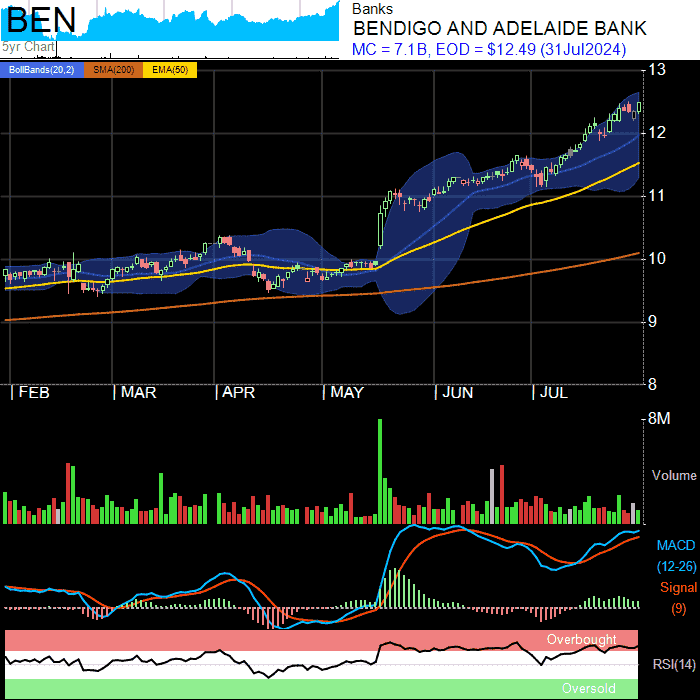 BEN
5yr Chart
Banks
BENDIGO AND ADELAIDE BANK
MC = 7.1B, EOD = $12.49 (31Jul2024)
BollBands(20,2) SMA(200) EMA(50)
13
12
11
10
9
8
FEB MAR APR MAY JUN JUL
8M
Volume
MACD
(12-26)
Signal
(9)
Overbought
RSI(14)
Oversold